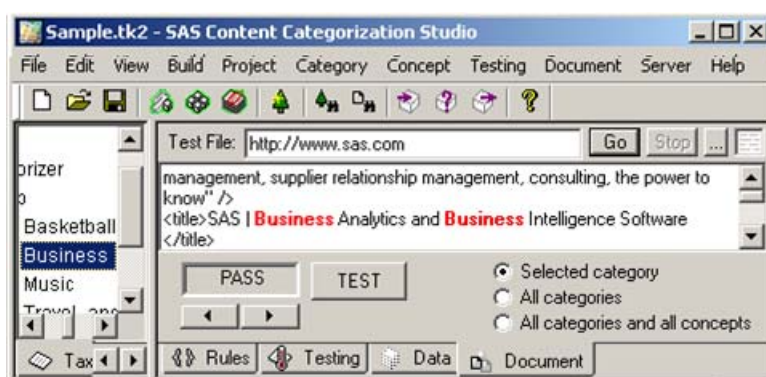 Sample.tk2 - SAS Content Categorization Studio
File Edit View Build Project Category Concept Testing Document Server Help
Test File: http://www.sas.com Go Stop ...
orizer
Basketball
Business
Music
management, supplier relationship management, consulting, the power to
know" />
<title>SAS | Business Analytics and Business Intelligence Software
</title>
PASS TEST
Selected category
All categories
All categories and all concepts
Tax Rules Testing Data Document